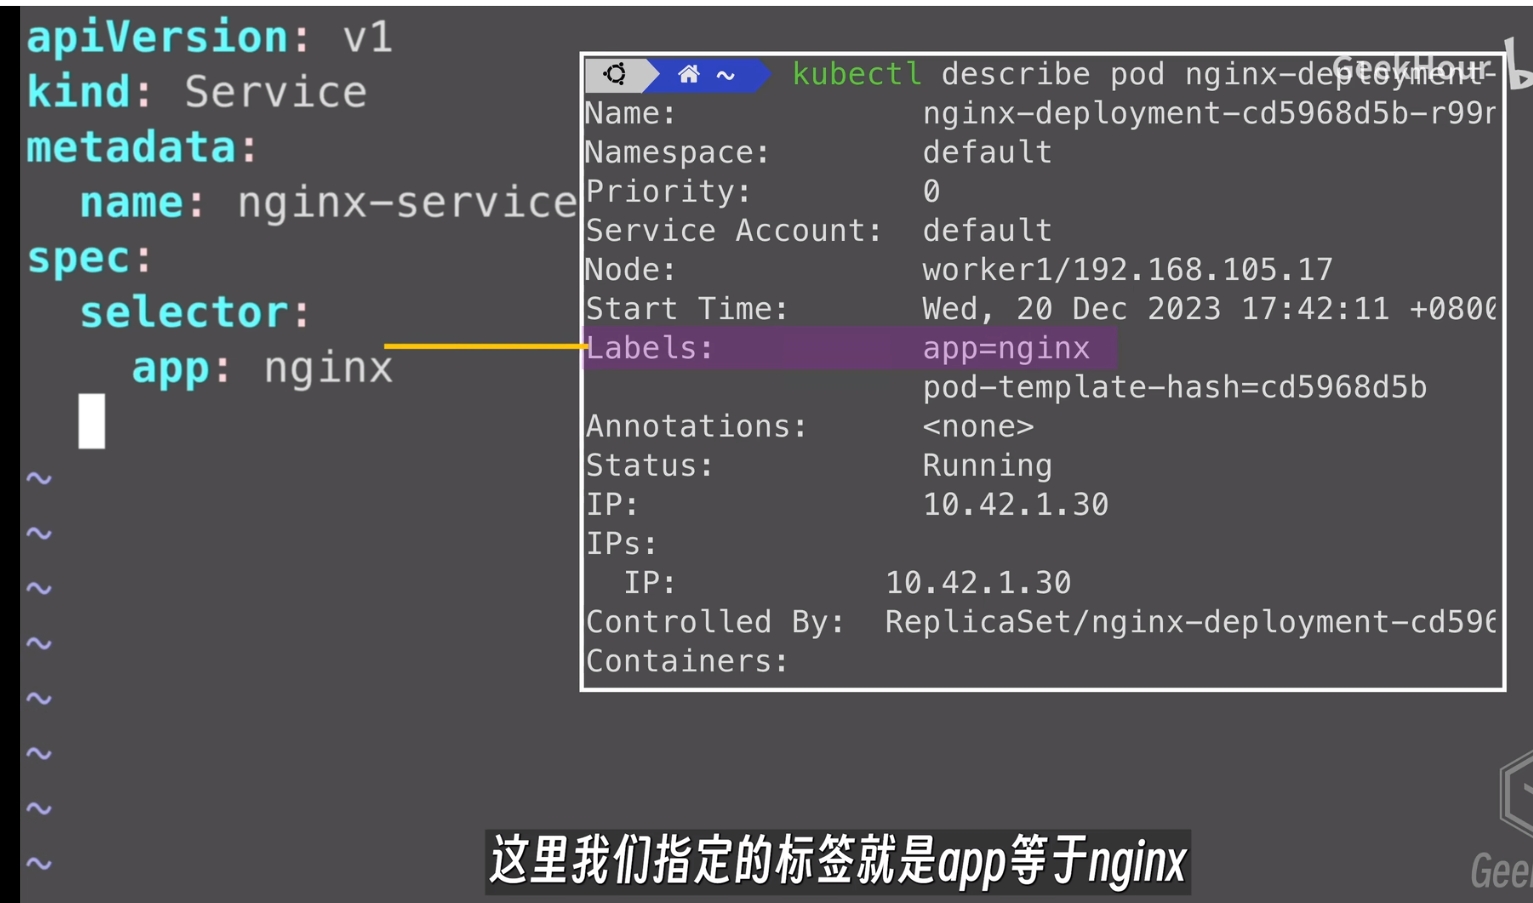 apiVersion: v1
kind: Service
metadata:
  name: nginx-service
spec:
  selector:
    app: nginx
~
~
~
~
~
~
~
~
~ kubectl describe pod nginx-deployment-
Name: nginx-deployment-cd5968d5b-r99
Namespace: default
Priority: 0
Service Account: default
Node: worker1/192.168.105.17
Start Time: Wed, 20 Dec 2023 17:42:11 +0800
Labels: app=nginx
pod-template-hash=cd5968d5b
Annotations: <none>
Status: Running
IP: 10.42.1.30
IPs:
  IP: 10.42.1.30
Controlled By: ReplicaSet/nginx-deployment-cd596
Containers:
GeekHour
这里我们指定的标签就是app等于nginx
Gee